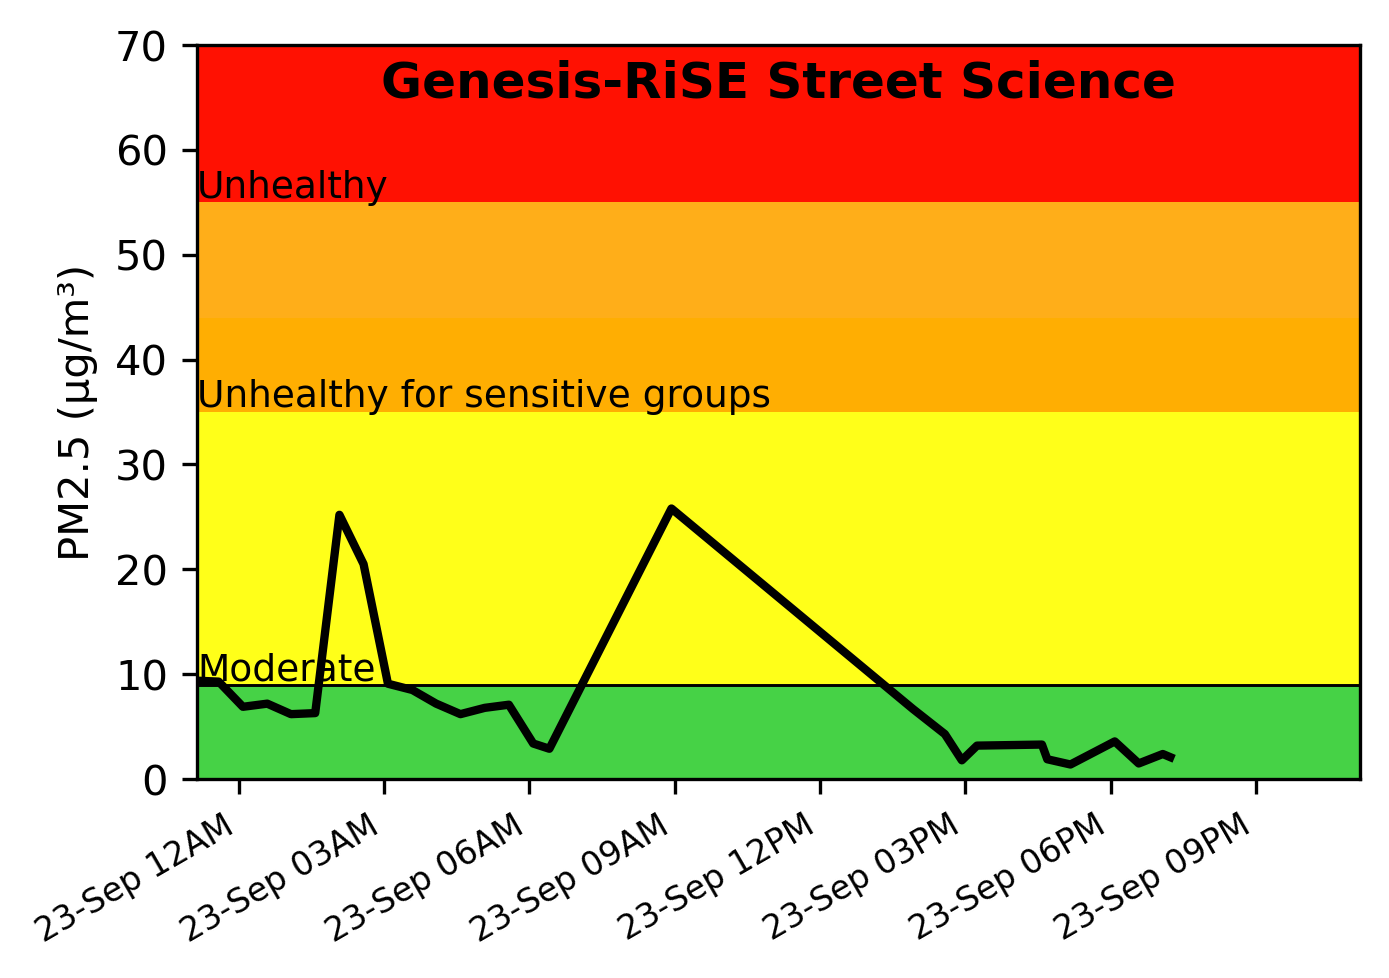 Genesis-RiSE Street Science
70
60
50
40
30
20
10
0
PM2.5 (µg/m³)
Unhealthy
Unhealthy for sensitive groups
Moderate
23-Sep 12AM
23-Sep 03AM
23-Sep 06AM
23-Sep 09AM
23-Sep 12PM
23-Sep 03PM
23-Sep 06PM
23-Sep 09PM